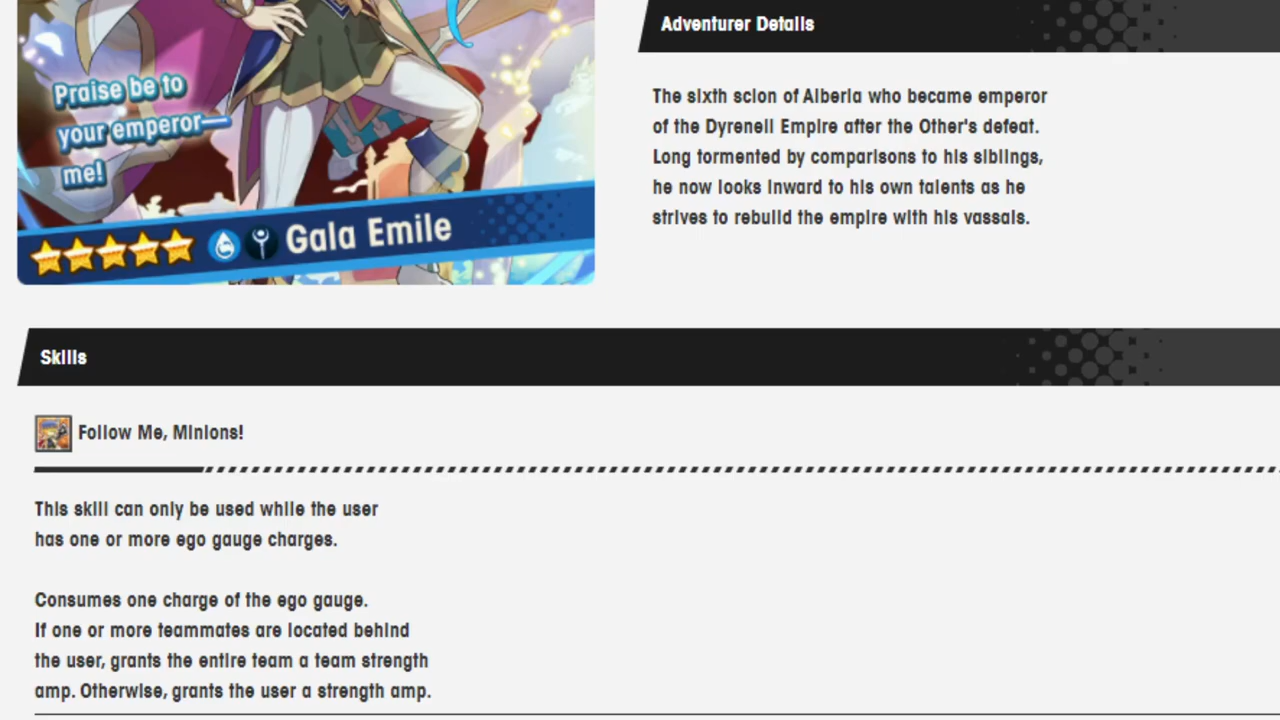 Praise be to
your emperor—
me!
Gala Emile
Adventurer Details
The sixth scion of Alberia who became emperor
of the Dyrenell Empire after the Other's defeat.
Long tormented by comparisons to his siblings,
he now looks inward to his own talents as he
strives to rebuild the empire with his vassals.
Skills
Follow Me, Minions!
This skill can only be used while the user
has one or more ego gauge charges.
Consumes one charge of the ego gauge.
If one or more teammates are located behind
the user, grants the entire team a team strength
amp. Otherwise, grants the user a strength amp.